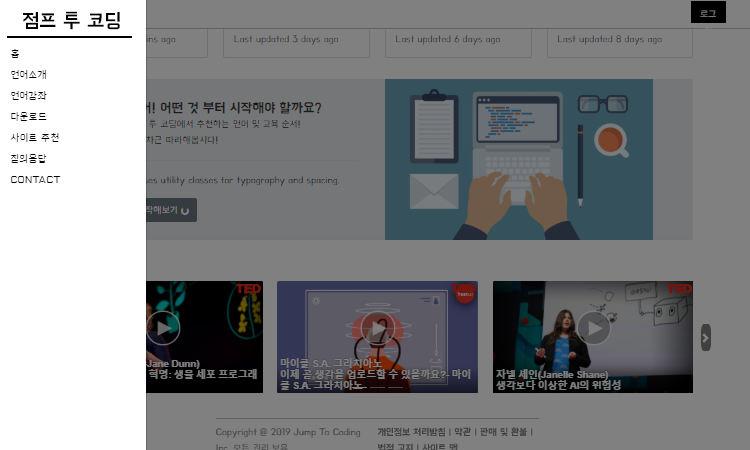 점프 투 코딩
홈
언어소개
언어강좌
다운로드
사이트 추천
질의응답
CONTACT
로그
ins ago
Last updated 3 days ago
Last updated 6 days ago
Last updated 8 days ago
어! 어떤 것 부터 시작해야 할까요?
투 코딩에서 추천하는 언어 및 교육 순서!
차근 따라해봅시다!
ses utility classes for typography and spacing.
작해보기
TED
TED
Jane Dunn)
혁명: 생물 세포 프로그래
마이클 S.A. 그라치아노
이제 곧 생각을 업로드할 수 있을까요?- 마이
클 S.A. 그라치아노
자넬 셰인(Janelle Shane)
생각보다 이상한 AI의 위험성
Copyright @ 2019 Jump To Coding
Inc. 모든 권리 보유.
개인정보 처리방침 | 약관 | 판매 및 환불 |
법적 고지 | 사이트 맵